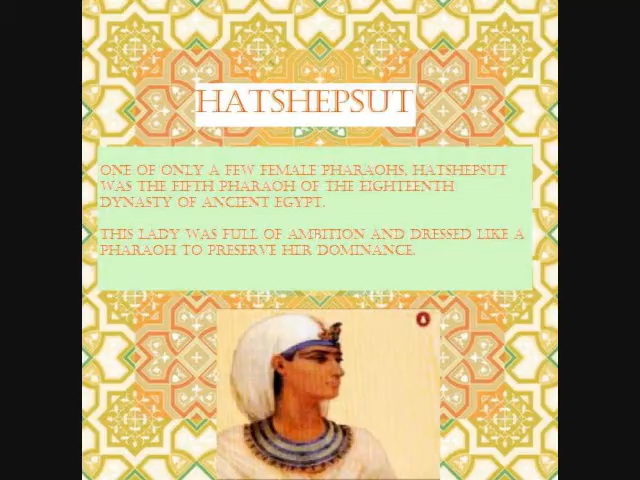 HATSHEPSUT
ONE OF ONLY A FEW FEMALE PHARAOHS, HATSHEPSUT
WAS THE FIFTH PHARAOH OF THE EIGHTEENTH
DYNASTY OF ANCIENT EGYPT.
THIS LADY WAS FULL OF AMBITION AND DRESSED LIKE A
PHARAOH TO PRESERVE HER DOMINANCE.